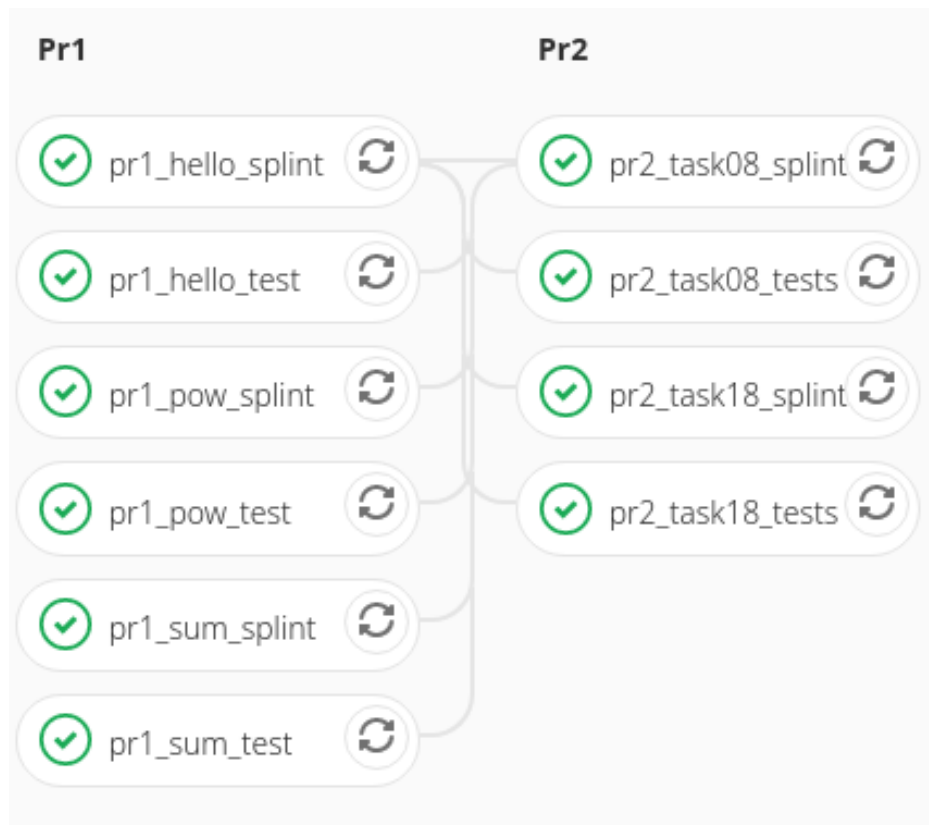 Pr1
pr1_hello_splint
pr1_hello_test
pr1_pow_splint
pr1_pow_test
pr1_sum_splint
pr1_sum_test
Pr2
pr2_task08_splint
pr2_task08_tests
pr2_task18_splint
pr2_task18_tests